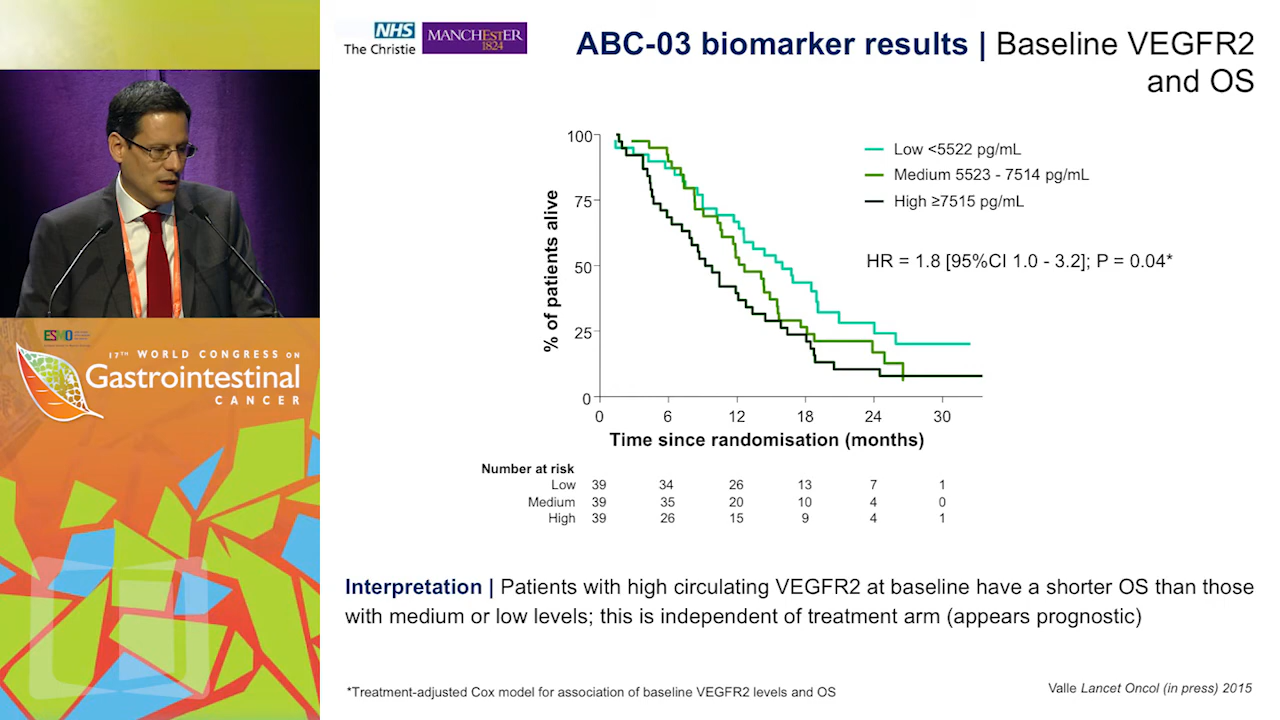 NHS
The Christie
MANCHESTER
1824
ABC-03 biomarker results | Baseline VEGFR2
and OS
100
75
50
25
0
% of patients alive
Low <5522 pg/mL
Medium 5523 - 7514 pg/mL
High ≥7515 pg/mL
HR = 1.8 [95%CI 1.0 - 3.2]; P = 0.04*
0 6 12 18 24 30
Time since randomisation (months)
Number at risk
Low 39 34 26 13 7 1
Medium 39 35 20 10 4 0
High 39 26 15 9 4 1
Interpretation | Patients with high circulating VEGFR2 at baseline have a shorter OS than those
with medium or low levels; this is independent of treatment arm (appears prognostic)
*Treatment-adjusted Cox model for association of baseline VEGFR2 levels and OS
Valle Lancet Oncol (in press) 2015
ESMO
17TH WORLD CONGRESS ON
Gastrointestinal
CANCER